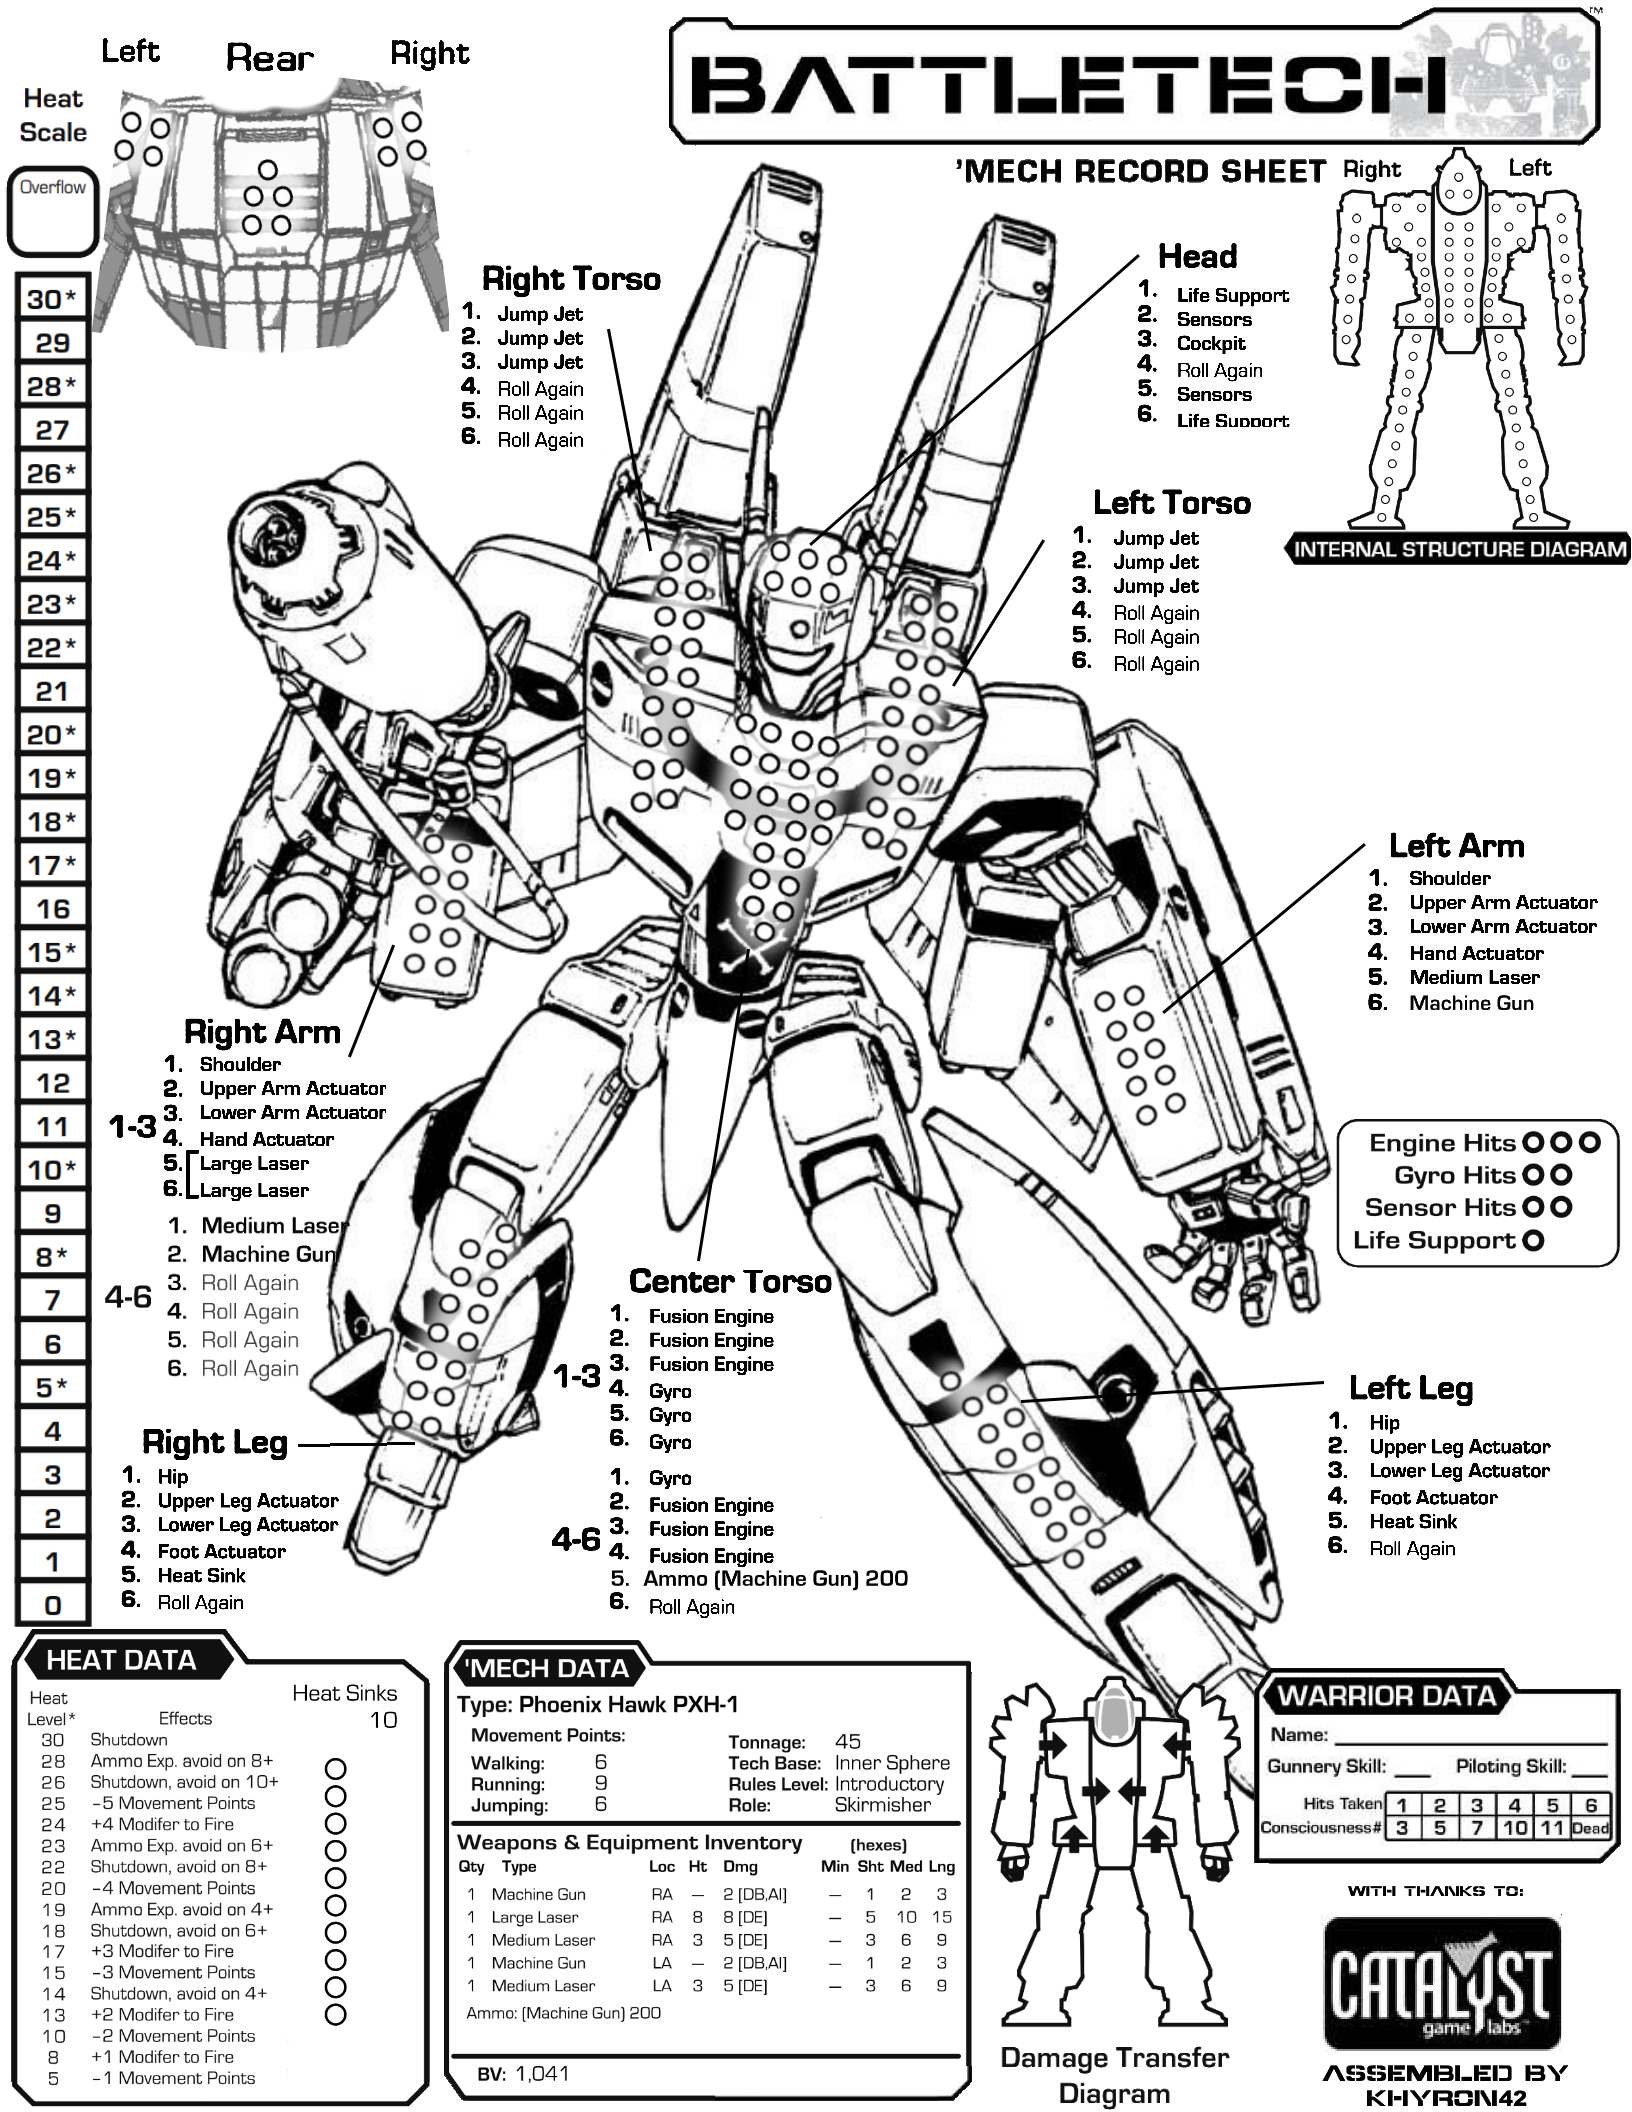 Left Rear Right
BATTLETECH
TM
'MECH RECORD SHEET
Heat
Scale
Overflow
30*
29
28*
27
26*
25*
24*
23*
22*
21
20*
19*
18*
17*
16
15*
14*
13*
12
11
10*
9
8*
7
6
5*
4
3
2
1
0
Right Torso
1. Jump Jet
2. Jump Jet
3. Jump Jet
4. Roll Again
5. Roll Again
6. Roll Again
Head
1. Life Support
2. Sensors
3. Cockpit
4. Roll Again
5. Sensors
6. Life Support
Right Left
INTERNAL STRUCTURE DIAGRAM
Left Torso
1. Jump Jet
2. Jump Jet
3. Jump Jet
4. Roll Again
5. Roll Again
6. Roll Again
Left Arm
1. Shoulder
2. Upper Arm Actuator
3. Lower Arm Actuator
4. Hand Actuator
5. Medium Laser
6. Machine Gun
Right Arm
1-3
1. Shoulder
2. Upper Arm Actuator
3. Lower Arm Actuator
4. Hand Actuator
5. Large Laser
6. Large Laser
4-6
1. Medium Laser
2. Machine Gun
3. Roll Again
4. Roll Again
5. Roll Again
6. Roll Again
Engine Hits
Gyro Hits
Sensor Hits
Life Support
Center Torso
1-3
1. Fusion Engine
2. Fusion Engine
3. Fusion Engine
4. Gyro
5. Gyro
6. Gyro
4-6
1. Gyro
2. Fusion Engine
3. Fusion Engine
4. Fusion Engine
5. Ammo (Machine Gun) 200
6. Roll Again
Right Leg
1. Hip
2. Upper Leg Actuator
3. Lower Leg Actuator
4. Foot Actuator
5. Heat Sink
6. Roll Again
Left Leg
1. Hip
2. Upper Leg Actuator
3. Lower Leg Actuator
4. Foot Actuator
5. Heat Sink
6. Roll Again
HEAT DATA
Heat
Level* Effects
Heat Sinks
10
30 Shutdown
28 Ammo Exp. avoid on 8+
26 Shutdown, avoid on 10+
25 -5 Movement Points
24 +4 Modifer to Fire
23 Ammo Exp. avoid on 6+
22 Shutdown, avoid on 8+
20 -4 Movement Points
19 Ammo Exp. avoid on 4+
18 Shutdown, avoid on 6+
17 +3 Modifer to Fire
15 -3 Movement Points
14 Shutdown, avoid on 4+
13 +2 Modifer to Fire
10 -2 Movement Points
8 +1 Modifer to Fire
5 -1 Movement Points
'MECH DATA
Type: Phoenix Hawk PXH-1
Movement Points:
Walking: 6
Running: 9
Jumping: 6
Tonnage: 45
Tech Base: Inner Sphere
Rules Level: Introductory
Role: Skirmisher
Weapons & Equipment Inventory (hexes)
Qty Type Loc Ht Dmg Min Sht Med Lng
1 Machine Gun RA — 2 [DB,AI] — 1 2 3
1 Large Laser RA 8 8 [DE] — 5 10 15
1 Medium Laser RA 3 5 [DE] — 3 6 9
1 Machine Gun LA — 2 [DB,AI] — 1 2 3
1 Medium Laser LA 3 5 [DE] — 3 6 9
Ammo: (Machine Gun) 200
BV: 1,041
Damage Transfer
Diagram
WARRIOR DATA
Name:
Gunnery Skill: Piloting Skill:
Hits Taken 1 2 3 4 5 6
Consciousness# 3 5 7 10 11 Dead
WITH THANKS TO:
CATALYST
game labs
ASSEMBLED BY
KHYRON42